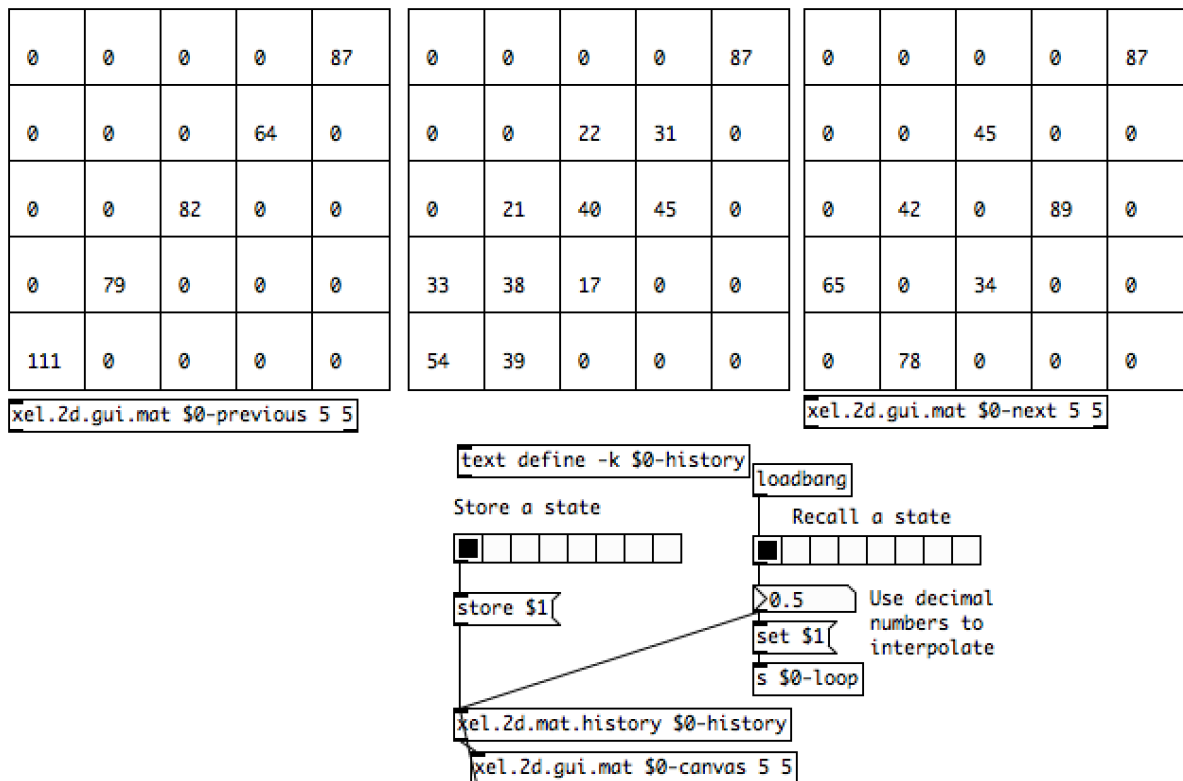 0 0 0 0 87 0 0 0 0 87 0 0 0 0 87
0 0 0 64 0 0 0 22 31 0 0 0 45 0 0
0 0 82 0 0 0 21 40 45 0 0 42 0 89 0
0 79 0 0 0 33 38 17 0 0 65 0 34 0 0
111 0 0 0 0 54 39 0 0 0 0 78 0 0 0
xel.2d.gui.mat $0-previous 5 5
xel.2d.gui.mat $0-next 5 5
text define -k $0-history
loadbang
Store a state
Recall a state
store $1
0.5
Use decimal
numbers to
interpolate
set $1
s $0-loop
xel.2d.mat.history $0-history
xel.2d.gui.mat $0-canvas 5 5